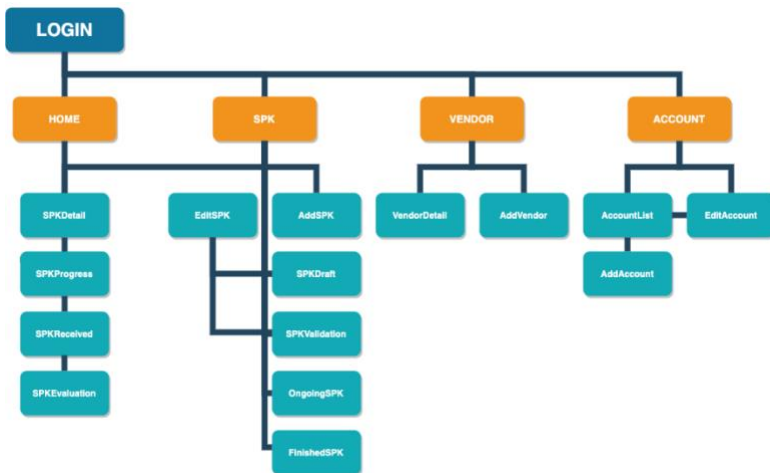 LOGIN
HOME
SPK
VENDOR
ACCOUNT
SPKDetail
EditSPK
AddSPK
VendorDetail
AddVendor
AccountList
EditAccount
SPKProgress
SPKDraft
AddAccount
SPKReceived
SPKValidation
SPKEvaluation
OngoingSPK
FinishedSPK